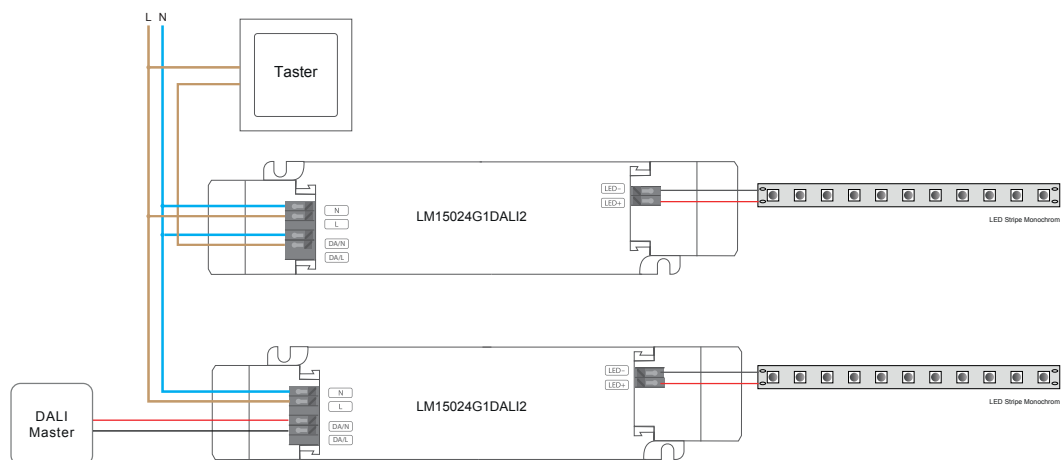 L N
Taster
LED-
LED+
N
L
DA/N
DA/L
LM15024G1DALI2
LED Stripe Monochrom
DALI
Master
N
L
DA/N
DA/L
LM15024G1DALI2
LED-
LED+
LED Stripe Monochrom